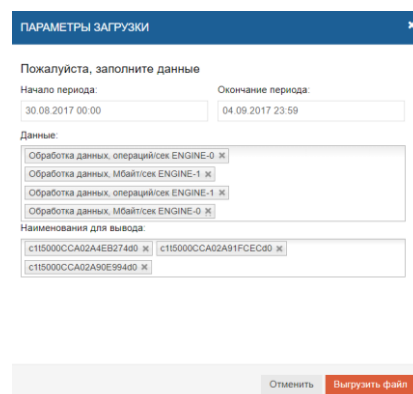 ПАРАМЕТРЫ ЗАГРУЗКИ ×
Пожалуйста, заполните данные
Начало периода: Окончание периода:
30.08.2017 00:00 04.09.2017 23:59
Данные:
Обработка данных, операций/сек ENGINE-0 ×
Обработка данных, Мбайт/сек ENGINE-1 ×
Обработка данных, операций/сек ENGINE-1 ×
Обработка данных, Мбайт/сек ENGINE-0 ×
Наименования для вывода:
c1t5000CCA02A4EB274d0 × c1t5000CCA02A91FCECd0 ×
c1t5000CCA02A90E994d0 ×
Отменить Выгрузить файл